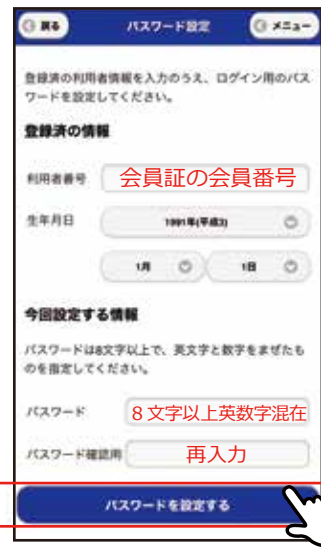 戻る パスワード設定 メニュー
登録済の利用者情報を入力のうえ、ログイン用のパス
ワードを設定してください。
登録済の情報
利用者番号 会員証の会員番号
生年月日 1991年(平成3)
1月 1日
今回設定する情報
パスワードは8文字以上で、英文字と数字をまぜたも
のを指定してください。
パスワード 8文字以上英数字混在
パスワード確認用 再入力
パスワードを設定する